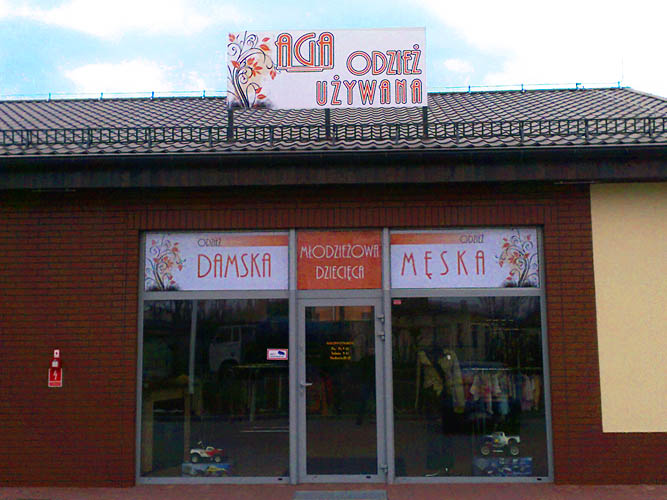 AGA
ODZIEŻ
UŻYWANA
ODZIEŻ
DAMSKA
MŁODZIEŻOWA
DZIECIĘCA
ODZIEŻ
MĘSKA